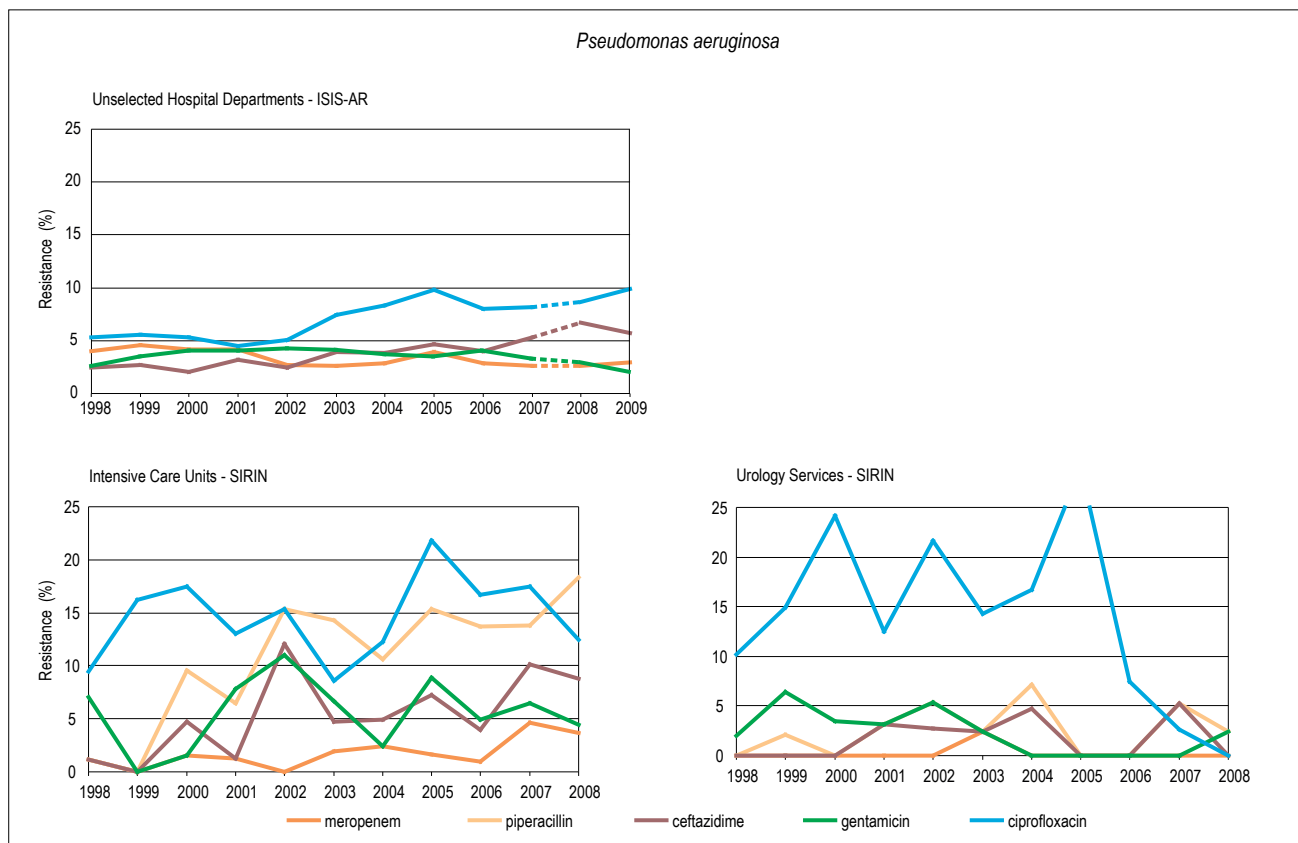 Pseudomonas aeruginosa
Unselected Hospital Departments - ISIS-AR
Resistance (%)
25
20
15
10
5
0
1998 1999 2000 2001 2002 2003 2004 2005 2006 2007 2008 2009
Intensive Care Units - SIRIN
Resistance (%)
25
20
15
10
5
0
1998 1999 2000 2001 2002 2003 2004 2005 2006 2007 2008
Urology Services - SIRIN
25
20
15
10
5
0
1998 1999 2000 2001 2002 2003 2004 2005 2006 2007 2008
meropenem piperacillin ceftazidime gentamicin ciprofloxacin